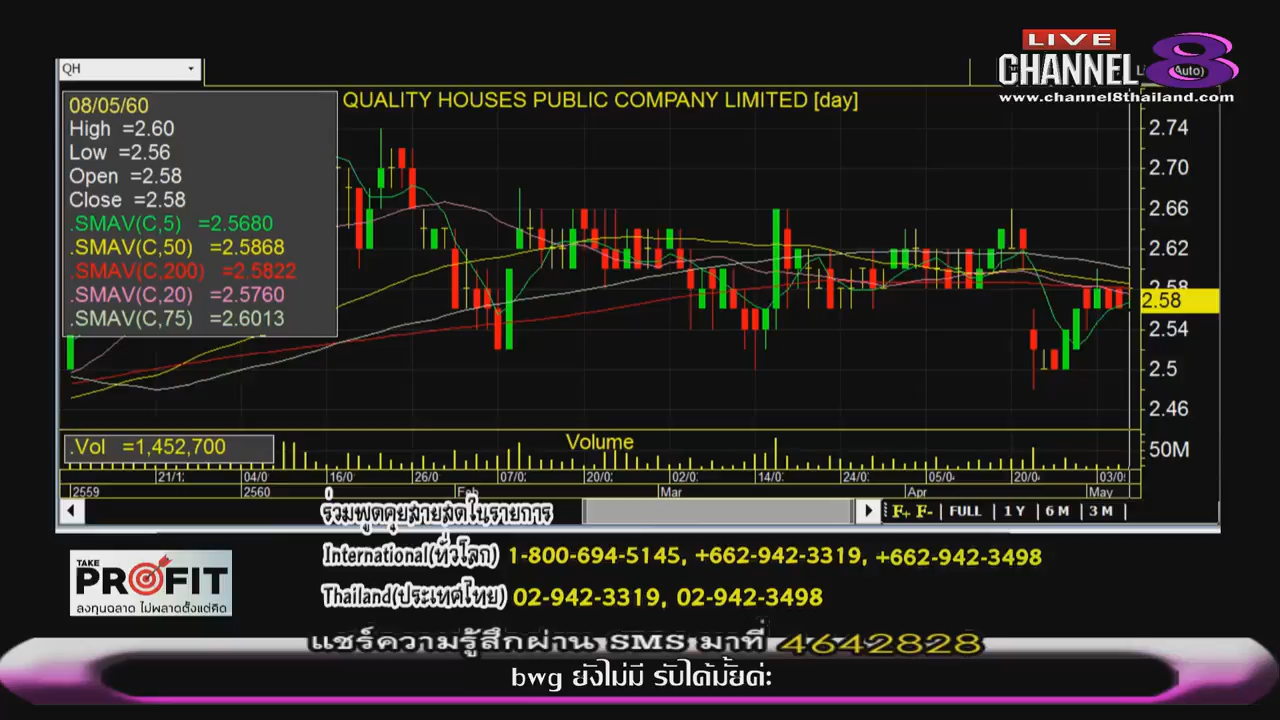 LIVE
CHANNEL 8
www.channel8thailand.com
QH
(Auto)
QUALITY HOUSES PUBLIC COMPANY LIMITED [day]
08/05/60
High =2.60
Low =2.56
Open =2.58
Close =2.58
.SMAV(C,5) =2.5680
.SMAV(C,50) =2.5868
.SMAV(C,200) =2.5822
.SMAV(C,20) =2.5760
.SMAV(C,75) =2.6013
2.74
2.70
2.66
2.62
2.58
2.58
2.54
2.5
2.46
.Vol =1,452,700
Volume
50M
21/1 04/0 16/0 26/0 07/0 20/0 02/0 14/0 24/0 05/0 20/0 03/0
2559 2560 Feb Mar Apr May
F+ F- FULL 1 Y 6 M 3 M
ร่วมพูดคุยสายสดในรายการ
International(ทั่วโลก) 1-800-694-5145, +662-942-3319, +662-942-3498
Thailand(ประเทศไทย) 02-942-3319, 02-942-3498
TAKE
PROFIT
ลงทุนฉลาด ไม่พลาดตั้งแต่คิด
แชร์ความรู้สึกผ่าน SMS มาที่ 4642828
bwg ยังไม่มี รับได้มั้ยค่ะ